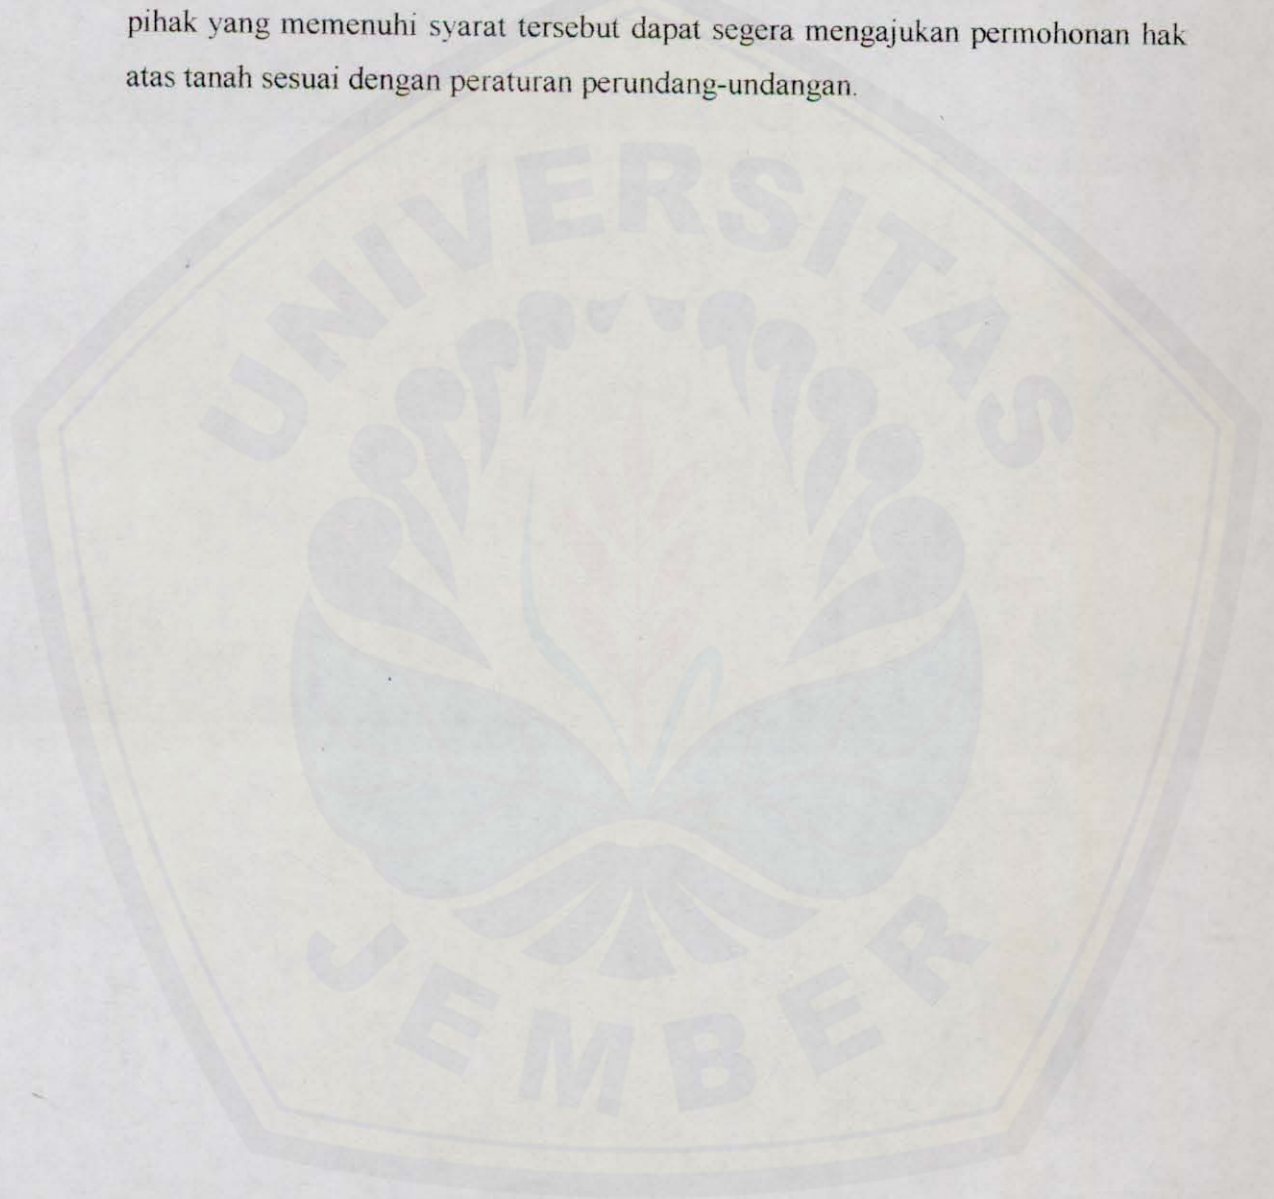 pihak yang memenuhi syarat tersebut dapat segera mengajukan permohonan hak
atas tanah sesuai dengan peraturan perundang-undangan.
UNIVERSITAS
JEMBER